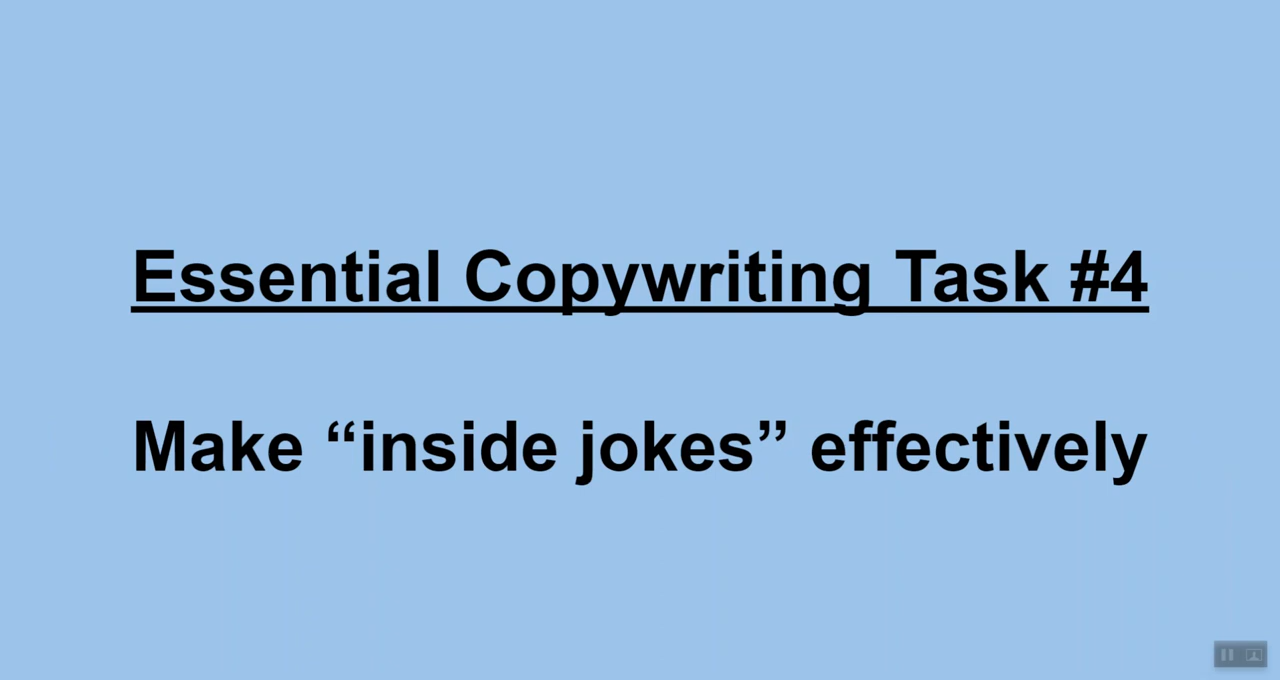 Essential Copywriting Task #4
Make “inside jokes” effectively